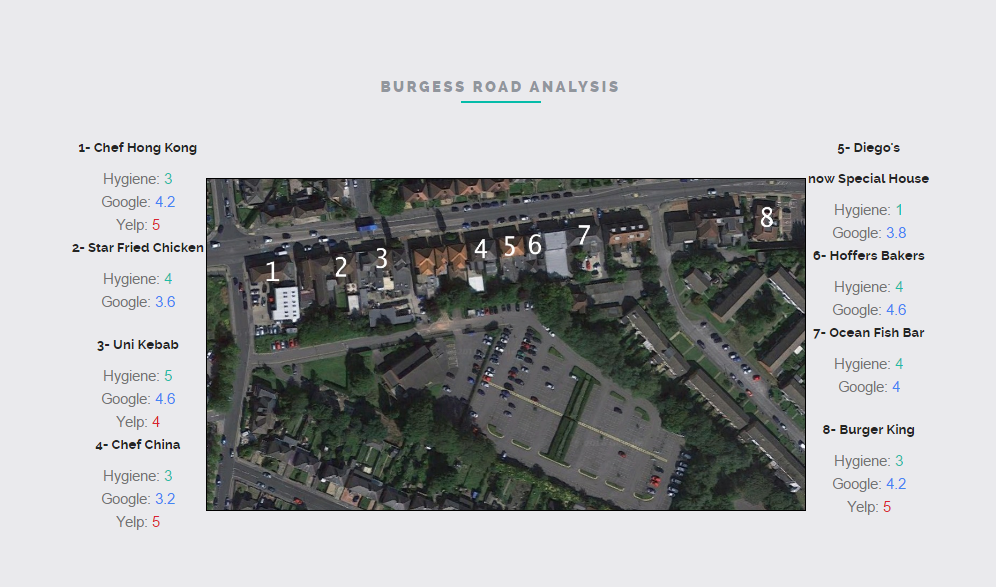 BURGESS ROAD ANALYSIS
1- Chef Hong Kong
Hygiene: 3
Google: 4.2
Yelp: 5
2- Star Fried Chicken
Hygiene: 4
Google: 3.6
3- Uni Kebab
Hygiene: 5
Google: 4.6
Yelp: 4
4- Chef China
Hygiene: 3
Google: 3.2
Yelp: 5
1
2
3
4
5
6
7
8
5- Diego's
now Special House
Hygiene: 1
Google: 3.8
6- Hoffers Bakers
Hygiene: 4
Google: 4.6
7- Ocean Fish Bar
Hygiene: 4
Google: 4
8- Burger King
Hygiene: 3
Google: 4.2
Yelp: 5